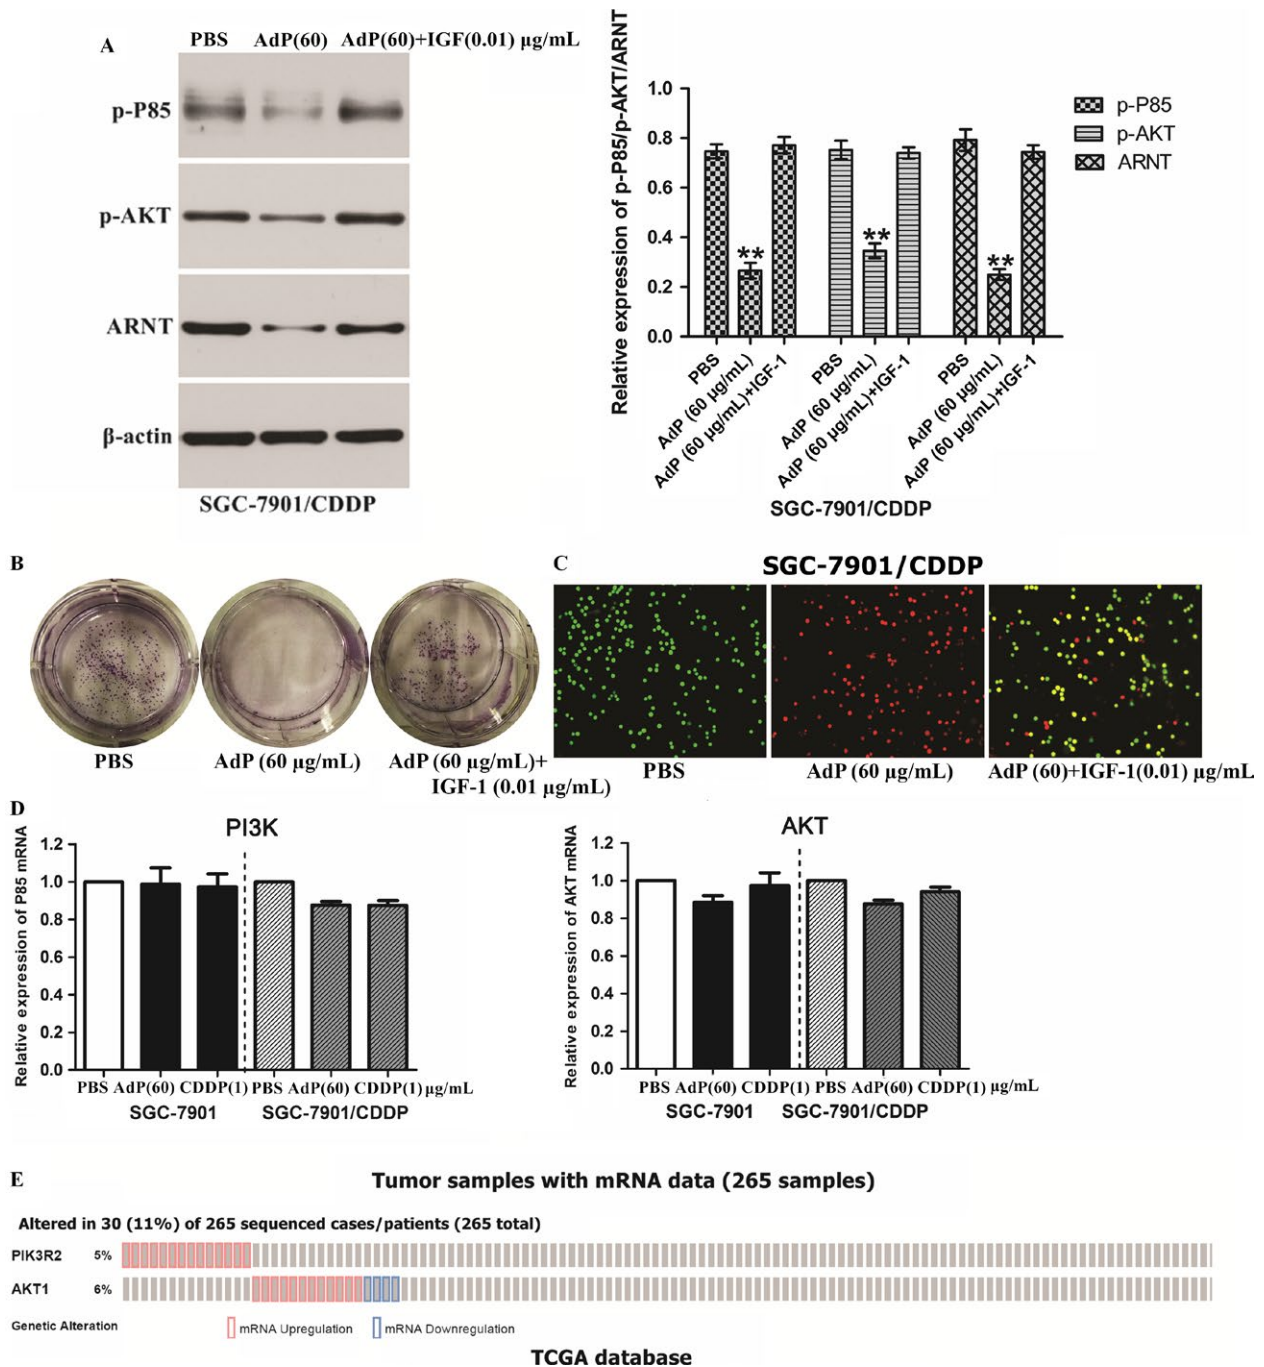 A
PBS AdP(60) AdP(60)+IGF(0.01) µg/mL
p-P85
p-AKT
ARNT
β-actin
SGC-7901/CDDP
Relative expression of p-P85/p-AKT/ARNT
1.0
0.8
0.6
0.4
0.2
0.0
**
**
**
p-P85
p-AKT
ARNT
PBS
AdP (60 µg/mL)
AdP (60 µg/mL)+IGF-1
PBS
AdP (60 µg/mL)
AdP (60 µg/mL)+IGF-1
PBS
AdP (60 µg/mL)
AdP (60 µg/mL)+IGF-1
SGC-7901/CDDP
B
PBS
AdP (60 µg/mL)
AdP (60 µg/mL)+
IGF-1 (0.01 µg/mL)
C
SGC-7901/CDDP
PBS
AdP (60 µg/mL)
AdP (60)+IGF-1(0.01) µg/mL
D
PI3K
Relative expression of P85 mRNA
1.2
1.0
0.8
0.6
0.4
0.2
0.0
PBS AdP(60) CDDP(1) PBS AdP(60) CDDP(1) µg/mL
SGC-7901 SGC-7901/CDDP
AKT
Relative expression of AKT mRNA
1.2
1.0
0.8
0.6
0.4
0.2
0.0
PBS AdP(60) CDDP(1) PBS AdP(60) CDDP(1) µg/mL
SGC-7901 SGC-7901/CDDP
E
Tumor samples with mRNA data (265 samples)
Altered in 30 (11%) of 265 sequenced cases/patients (265 total)
PIK3R2 5%
AKT1 6%
Genetic Alteration mRNA Upregulation mRNA Downregulation
TCGA database